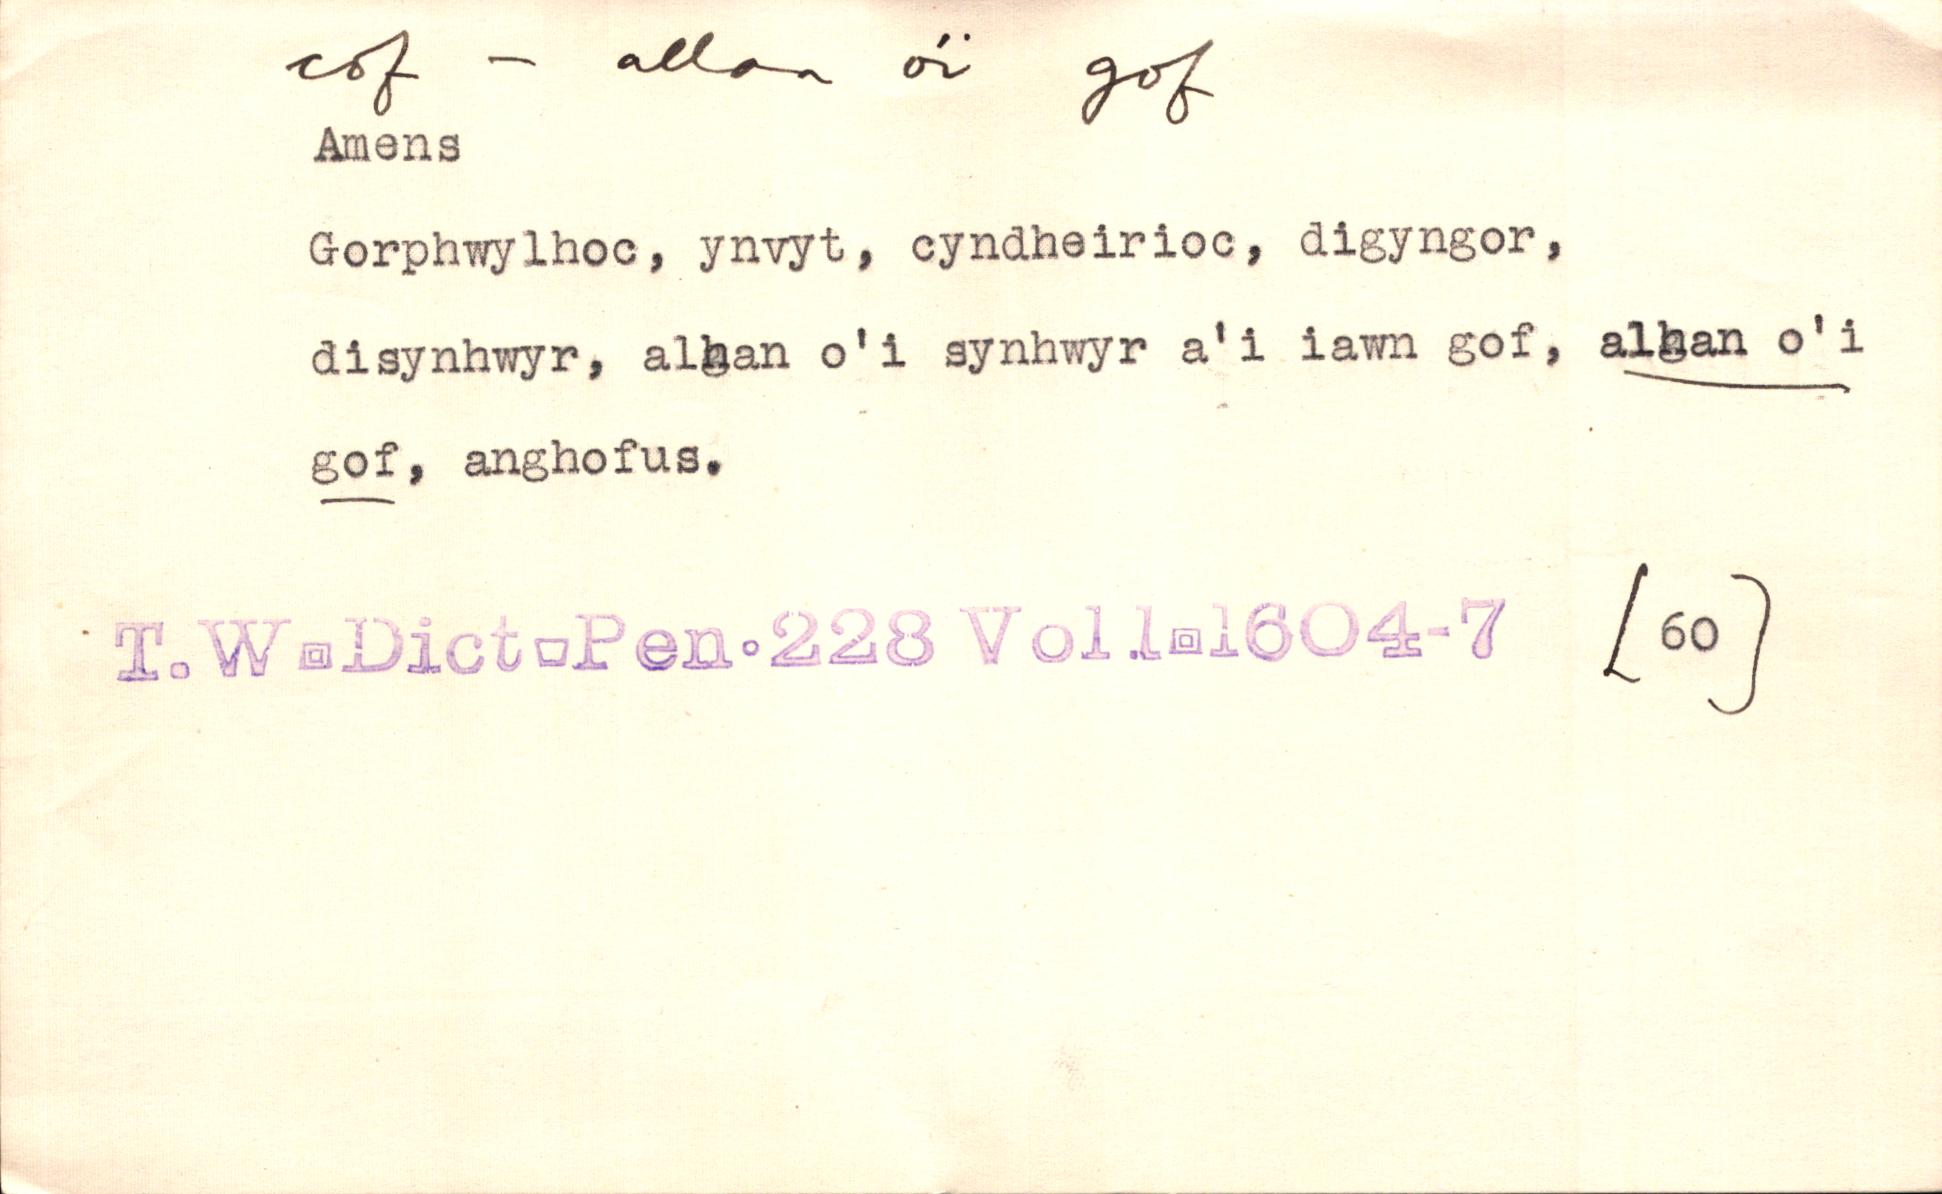 cof – allan o'i gof
Amens
Gorphwylhoc, ynvyt, cyndheirioc, digyngor,
disynhwyr, alhan o'i synhwyr a'i iawn gof, alhan o'i
gof, anghofus.
T.W▫Dict▫Pen·228 Vol.1▫1604-7 [60]